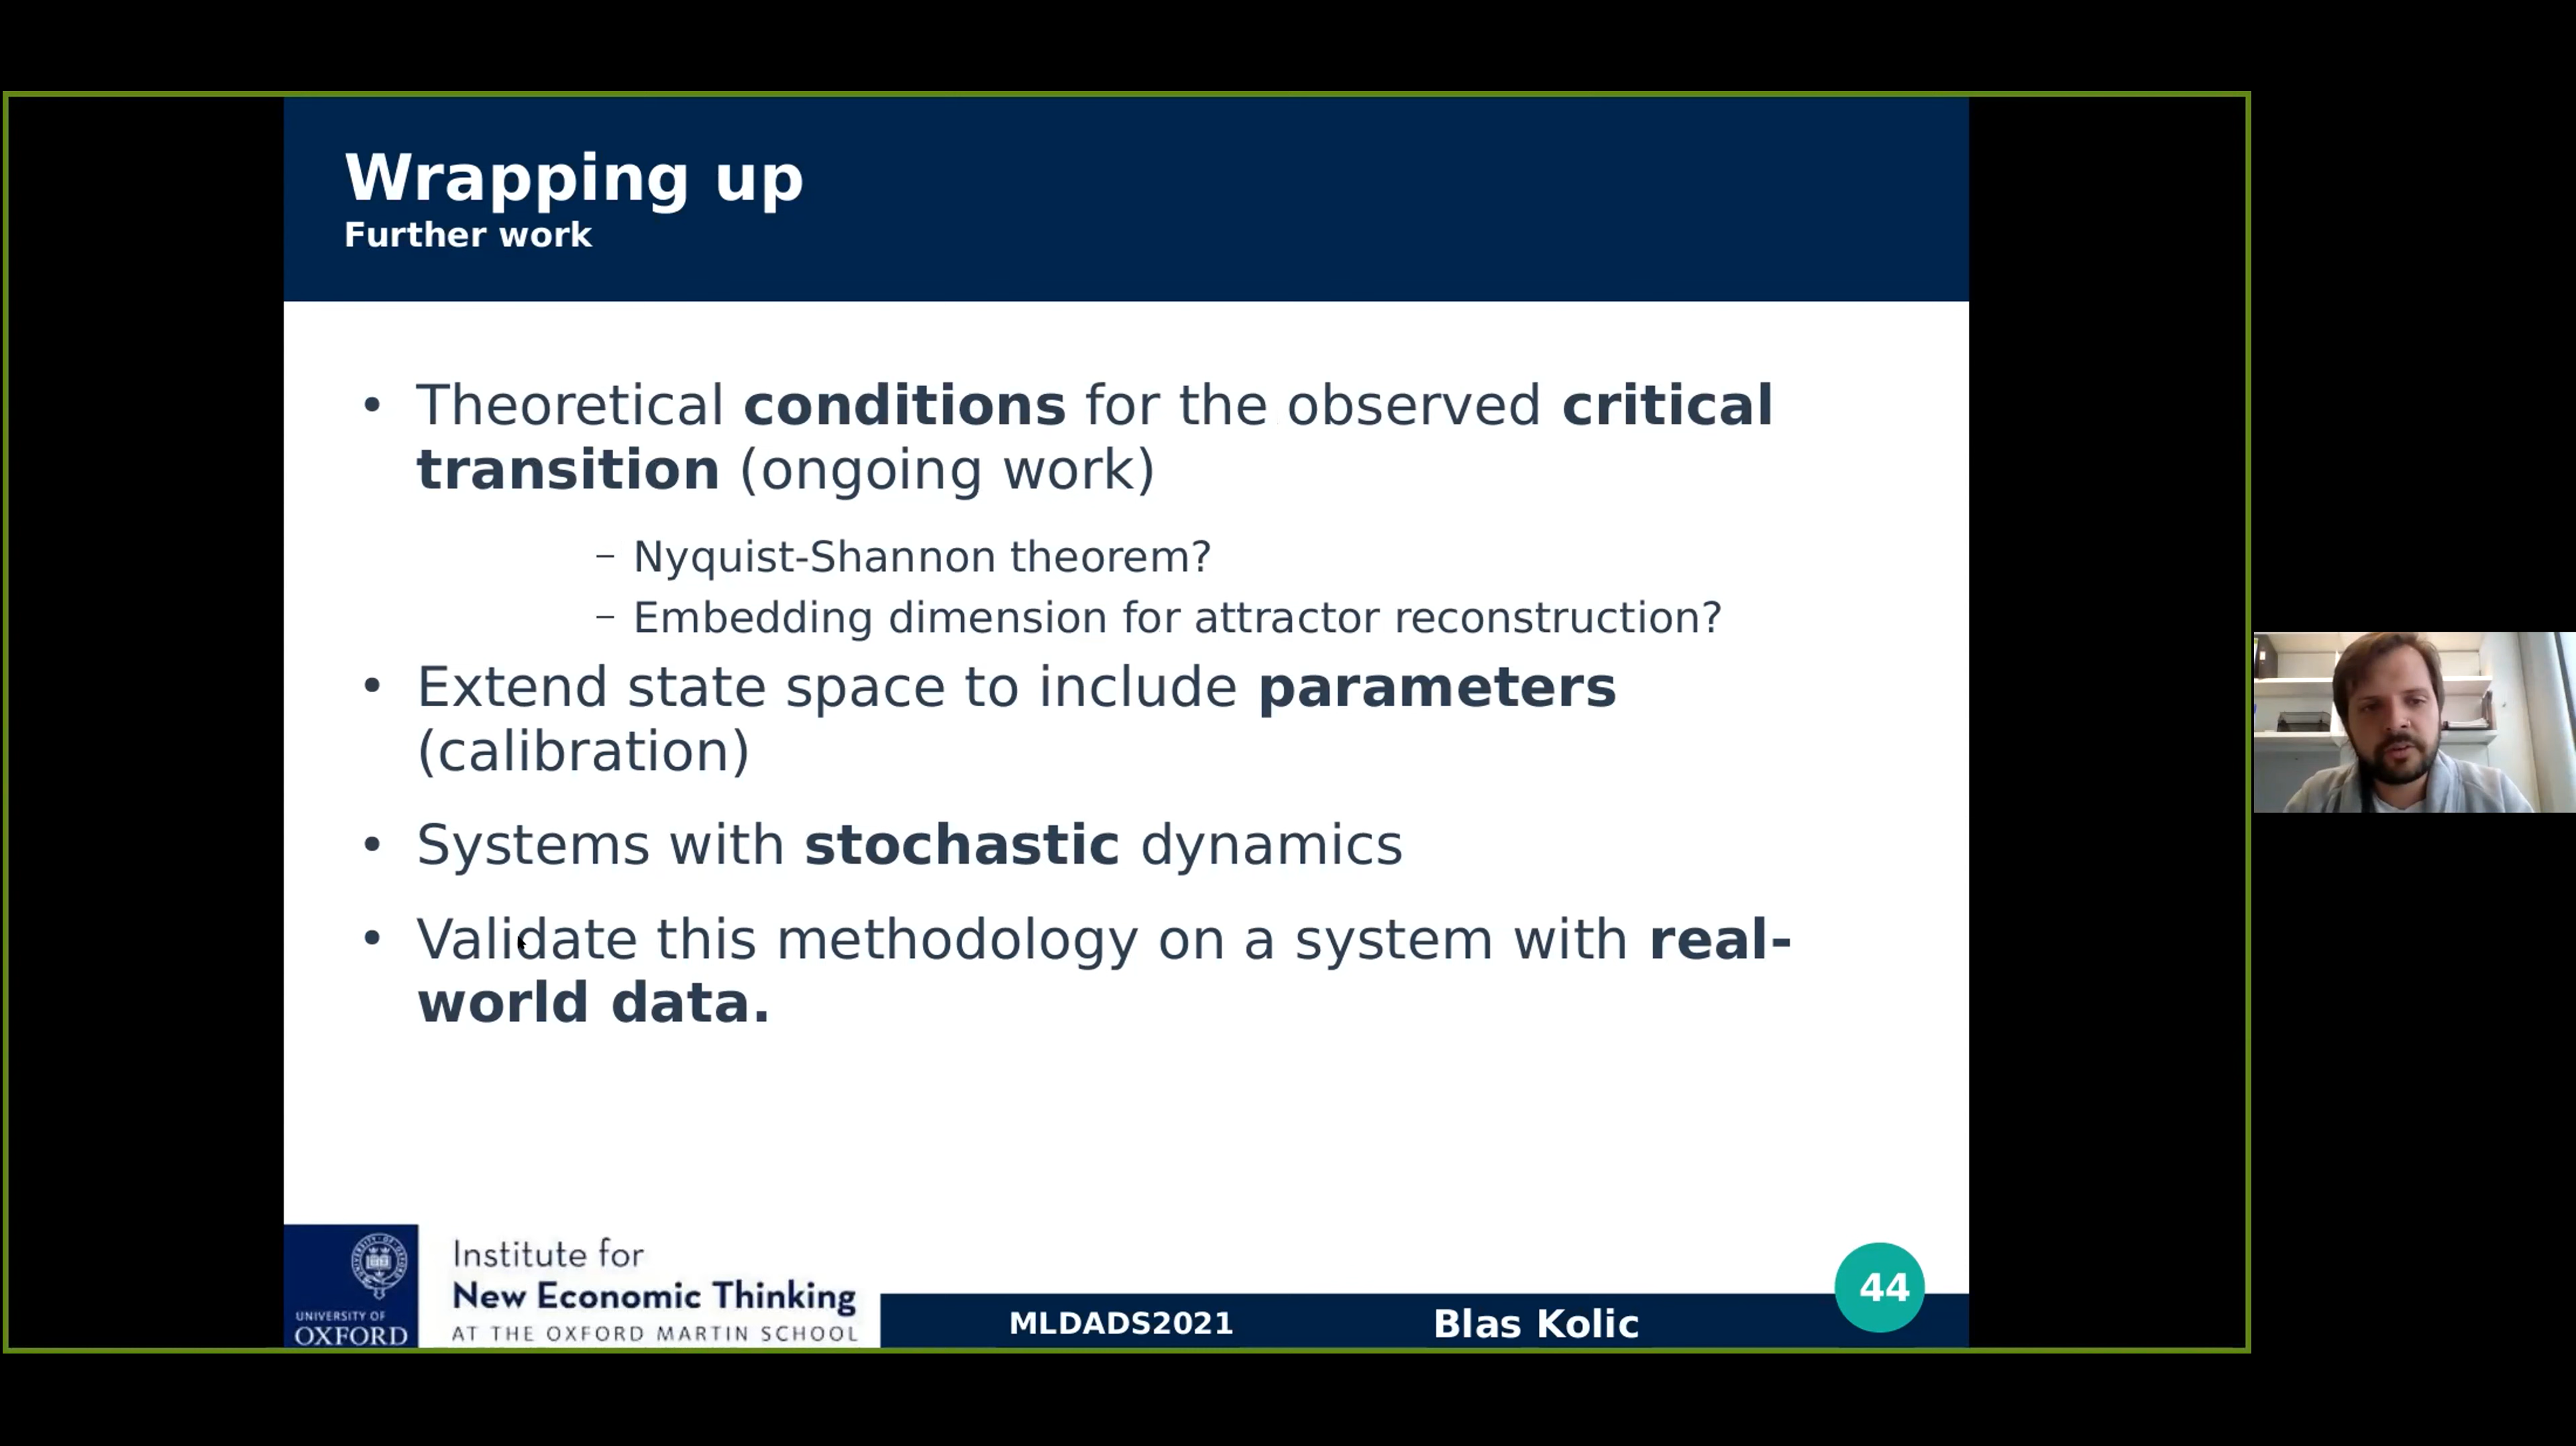 Wrapping up
Further work
• Theoretical conditions for the observed critical
transition (ongoing work)
– Nyquist-Shannon theorem?
– Embedding dimension for attractor reconstruction?
• Extend state space to include parameters
(calibration)
• Systems with stochastic dynamics
• Validate this methodology on a system with real-
world data.
UNIVERSITY OF
OXFORD
Institute for
New Economic Thinking
AT THE OXFORD MARTIN SCHOOL
MLDADS2021
Blas Kolic
44